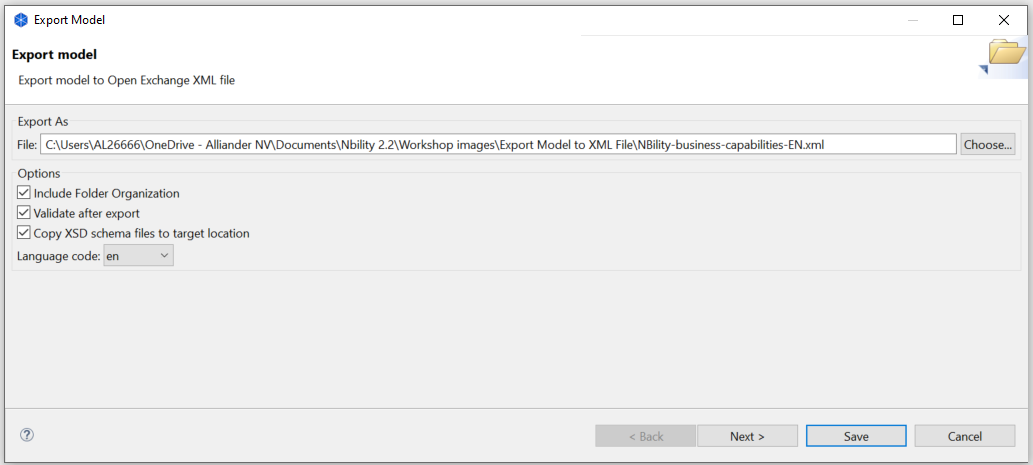 Export Model
Export model
Export model to Open Exchange XML file
Export As
File: C:\Users\AL26666\OneDrive - Alliander NV\Documents\Nbility 2.2\Workshop images\Export Model to XML File\NBility-business-capabilities-EN.xml Choose...
Options
Include Folder Organization
Validate after export
Copy XSD schema files to target location
Language code: en
? < Back Next > Save Cancel